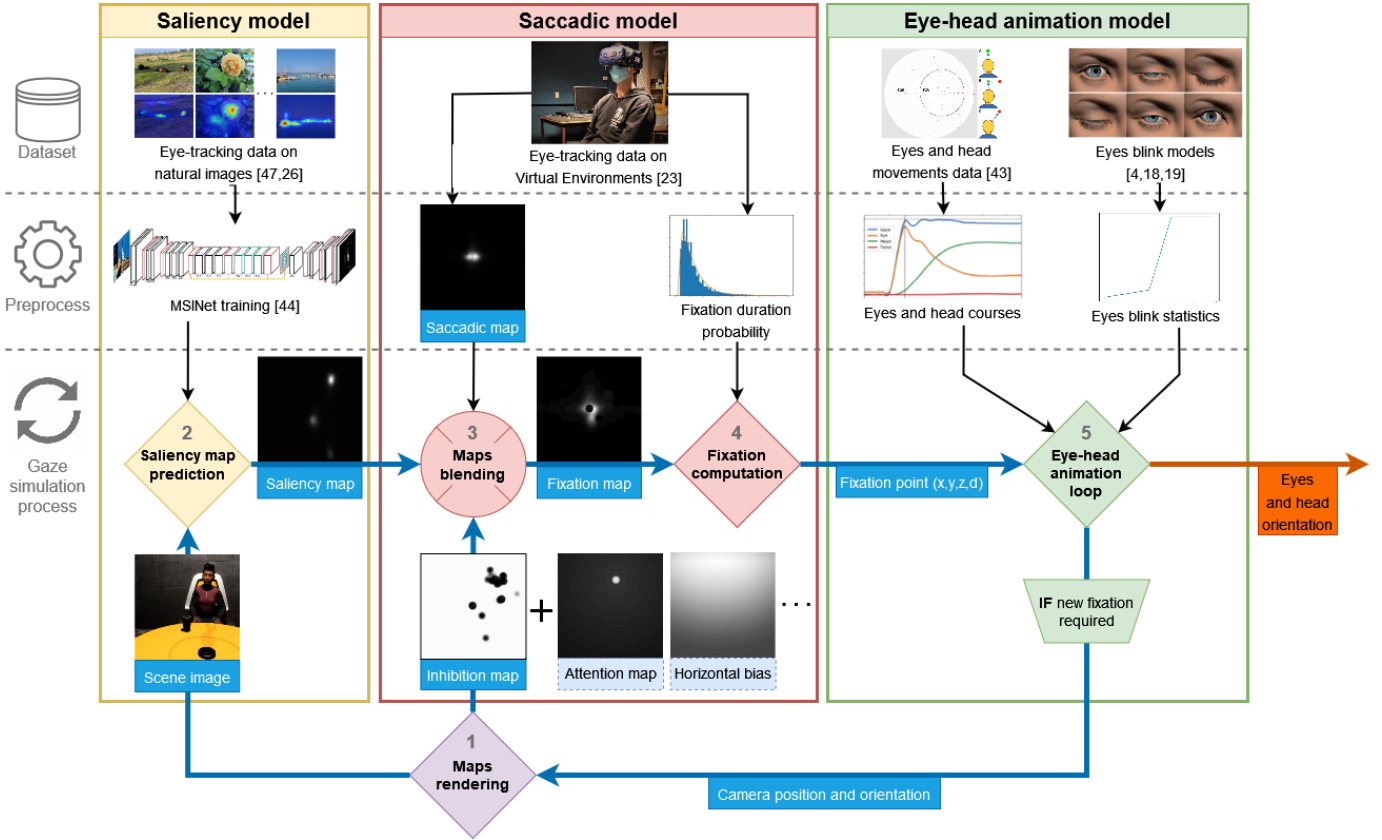 Saliency model
Saccadic model
Eye-head animation model
Dataset
Eye-tracking data on
natural images [47,26]
Eye-tracking data on
Virtual Environments [23]
Eyes and head
movements data [43]
Eyes blink models
[4,18,19]
Preprocess
MSINet training [44]
Saccadic map
Fixation duration
probability
Gaze
Eye
Head
Eyes and head courses
Eyes blink statistics
Gaze
simulation
process
2
Saliency map
prediction
Saliency map
3
Maps
blending
Fixation map
4
Fixation
computation
Fixation point (x,y,z,d)
5
Eye-head
animation
loop
Eyes
and head
orientation
Scene image
Inhibition map
+
Attention map
Horizontal bias
...
IF new fixation
required
1
Maps
rendering
Camera position and orientation